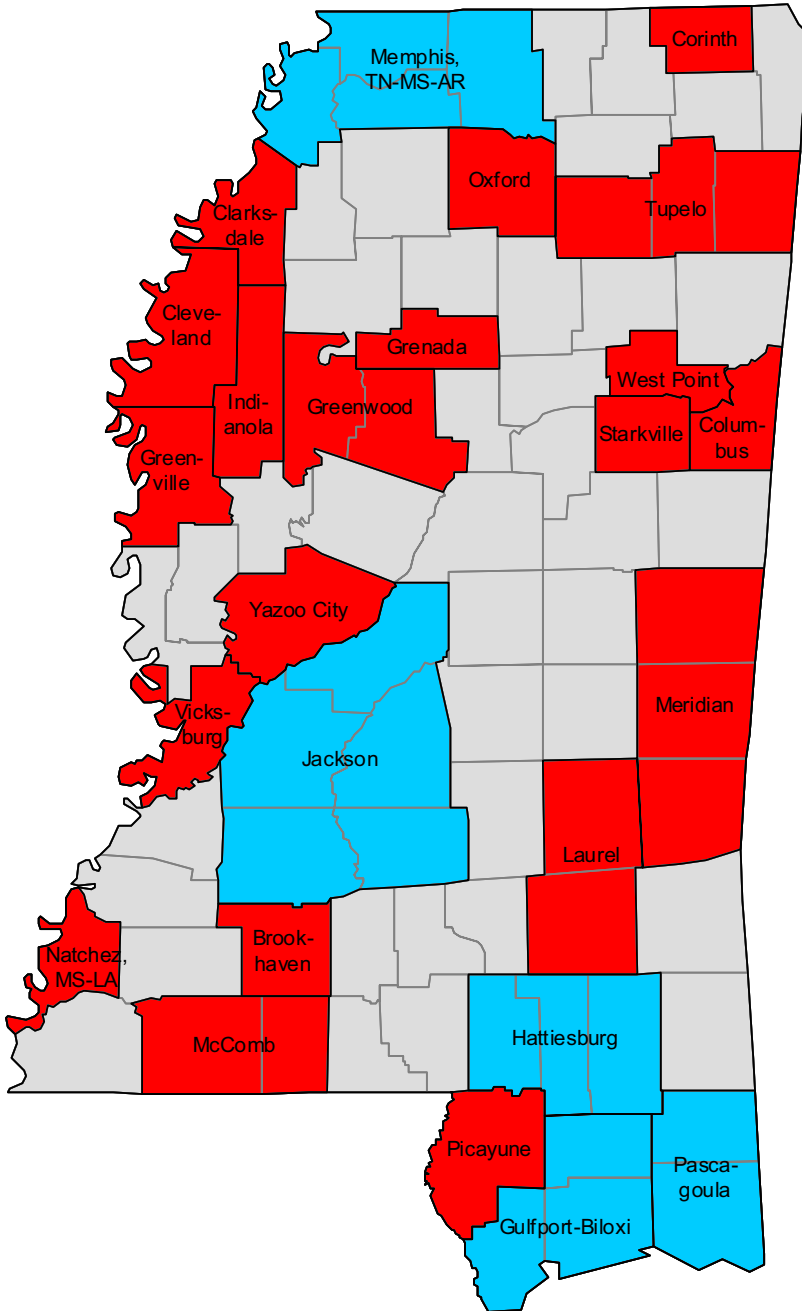 Corinth
Memphis,
TN-MS-AR
Oxford
Tupelo
Clarks-
dale
Cleve-
land
Grenada
West Point
Indi-
anola
Greenwood
Starkville
Colum-
bus
Green-
ville
Yazoo City
Meridian
Vicks-
burg
Jackson
Laurel
Natchez,
MS-LA
Brook-
haven
McComb
Hattiesburg
Picayune
Pasca-
goula
Gulfport-Biloxi